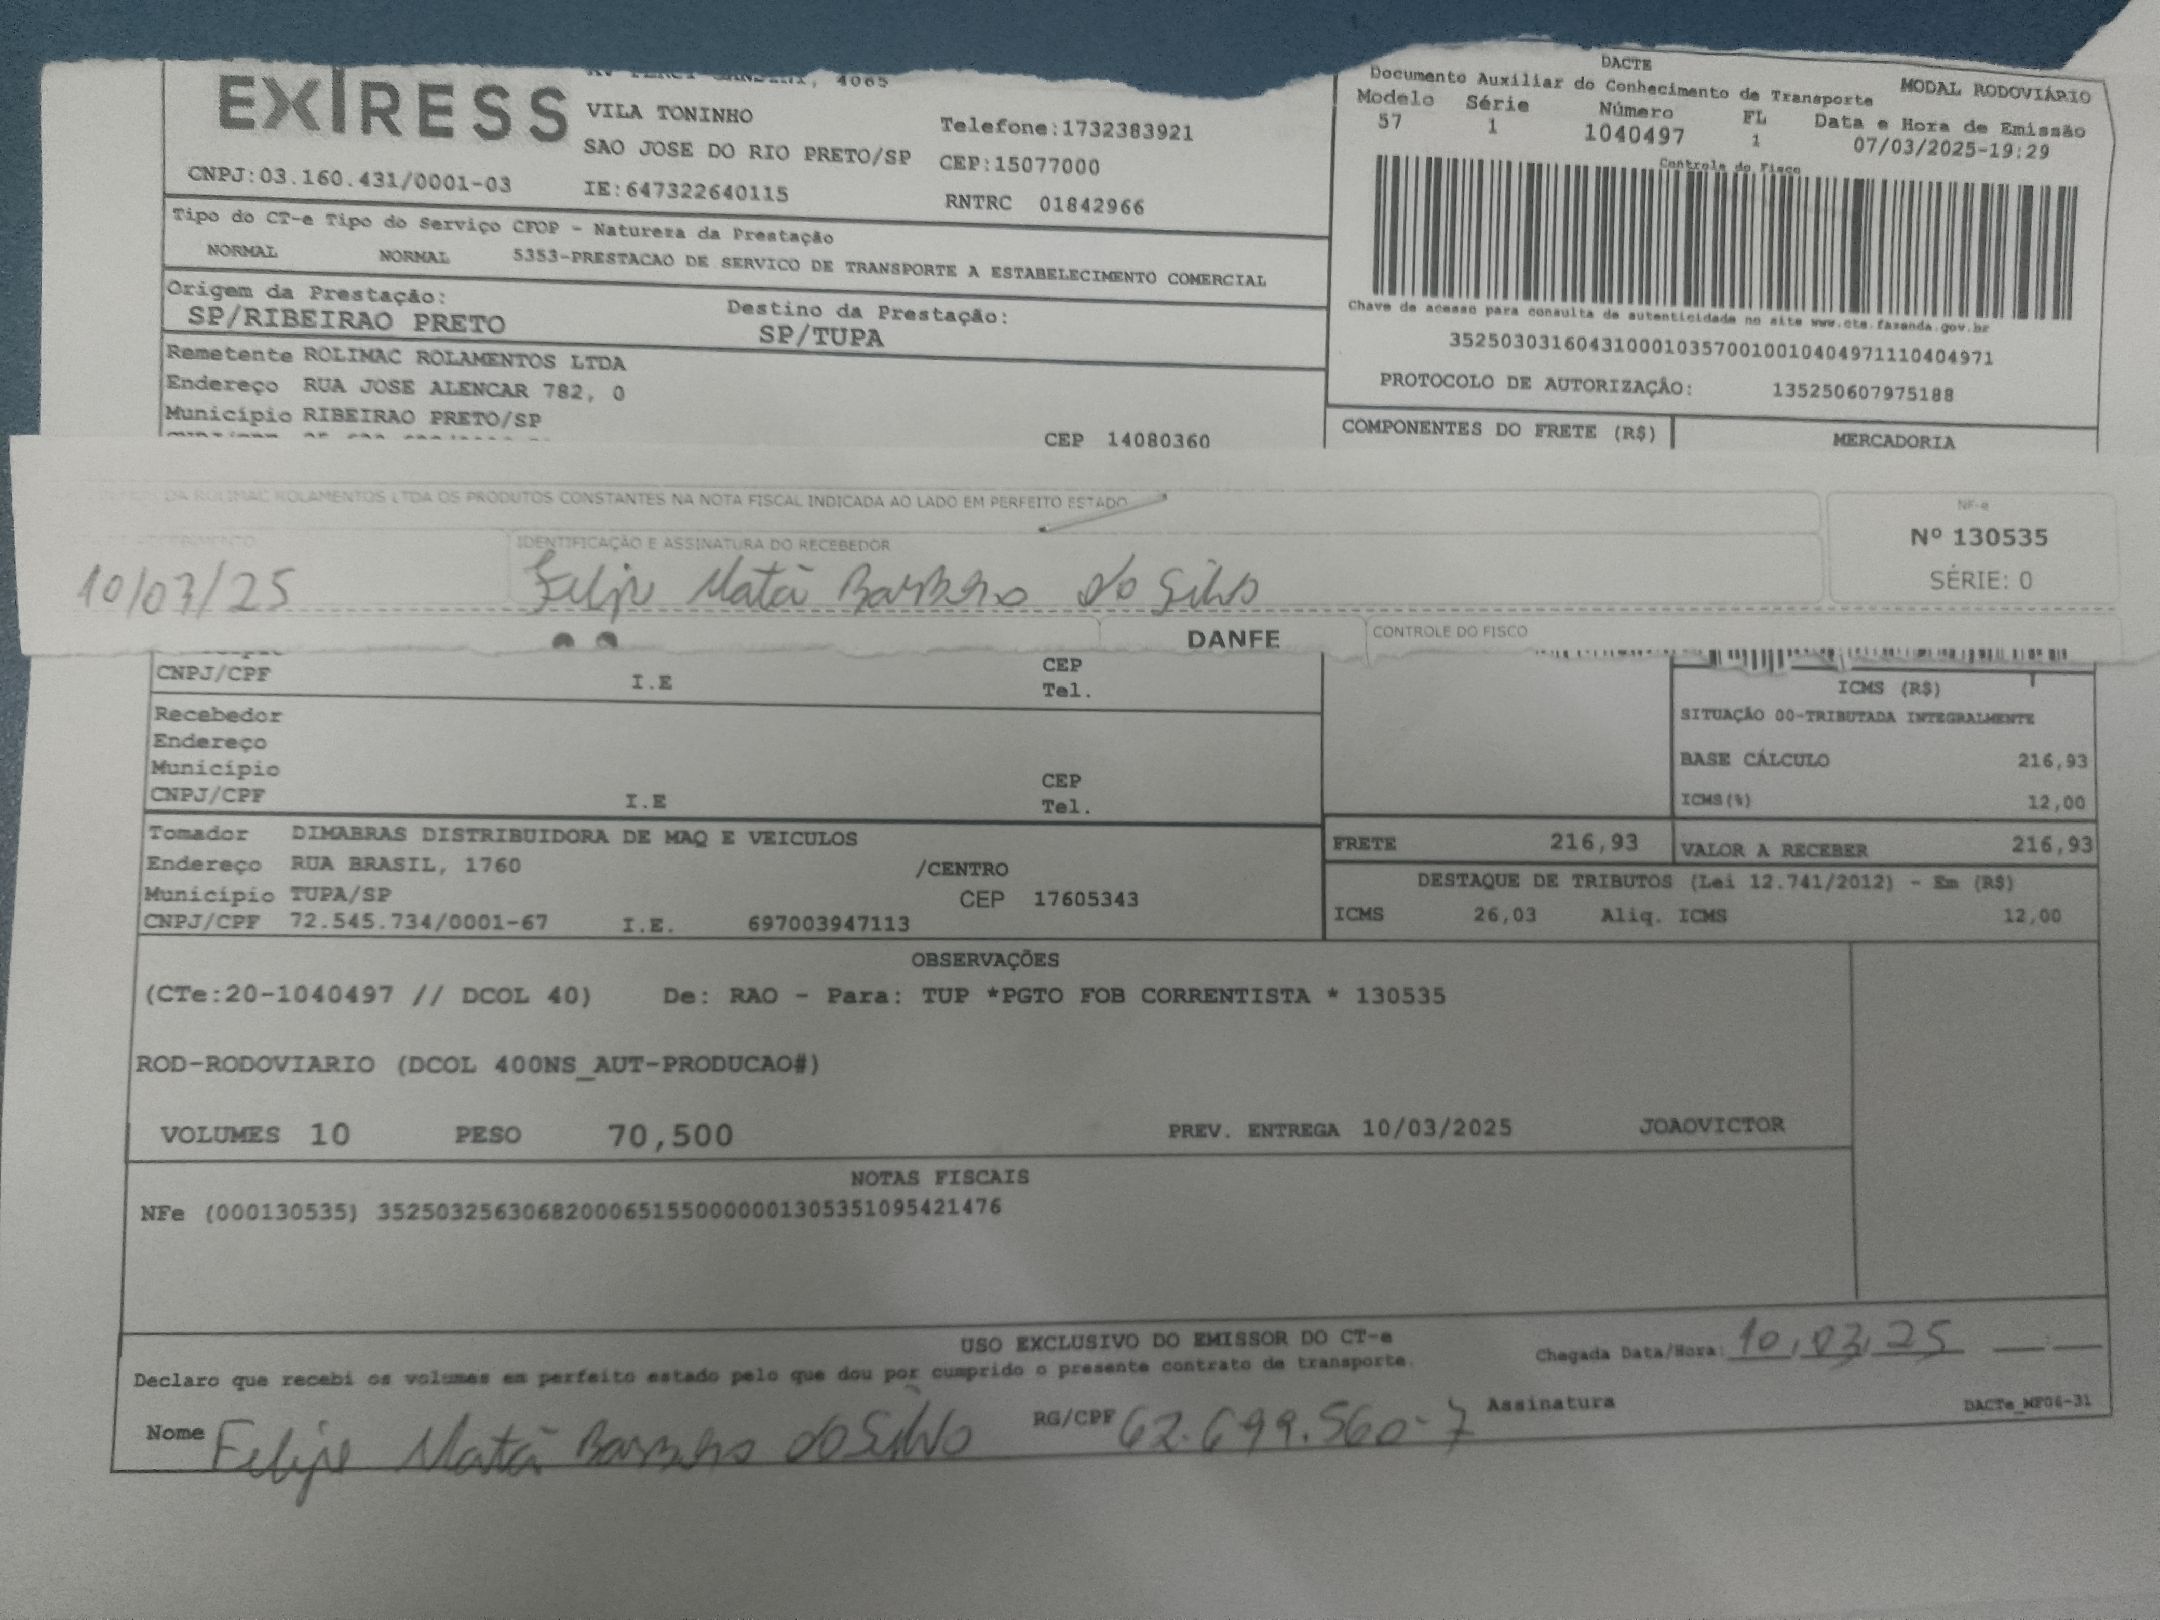 EXPRESS
, 4065
VILA TONINHO
SAO JOSE DO RIO PRETO/SP
Telefone:1732383921
CEP:15077000
CNPJ:03.160.431/0001-03
IE:647322640115
RNTRC 01842966
DACTE
Documento Auxiliar do Conhecimento de Transporte
MODAL RODOVIÁRIO
Modelo Série Número FL Data e Hora de Emissão
57 1 1040497 1 07/03/2025-19:29
Controle do Fisco
Tipo do CT-e Tipo do Serviço CFOP - Natureza da Prestação
NORMAL NORMAL 5353-PRESTACAO DE SERVICO DE TRANSPORTE A ESTABELECIMENTO COMERCIAL
Origem da Prestação:
SP/RIBEIRAO PRETO
Destino da Prestação:
SP/TUPA
Chave de acesso para consulta de autenticidade no site www.cte.fazenda.gov.br
35250303160431000103570010010404971110404971
PROTOCOLO DE AUTORIZAÇÃO: 135250607975188
Remetente ROLIMAC ROLAMENTOS LTDA
Endereço RUA JOSE ALENCAR 782, 0
Município RIBEIRAO PRETO/SP
CEP 14080360
COMPONENTES DO FRETE (R$)
MERCADORIA
DA ROLIMAC ROLAMENTOS LTDA OS PRODUTOS CONSTANTES NA NOTA FISCAL INDICADA AO LADO EM PERFEITO ESTADO
NF-e
Nº 130535
SÉRIE: 0
IDENTIFICAÇÃO E ASSINATURA DO RECEBEDOR
10/03/25 Felipe Matã Barbero da Silva
DANFE
CONTROLE DO FISCO
CNPJ/CPF I.E CEP
Tel.
Recebedor
Endereço
Município CEP
CNPJ/CPF I.E Tel.
ICMS (R$)
SITUAÇÃO 00-TRIBUTADA INTEGRALMENTE
BASE CÁLCULO 216,93
ICMS(%) 12,00
Tomador DIMABRAS DISTRIBUIDORA DE MAQ E VEICULOS
Endereço RUA BRASIL, 1760 /CENTRO
Município TUPA/SP CEP 17605343
CNPJ/CPF 72.545.734/0001-67 I.E. 697003947113
FRETE 216,93 VALOR A RECEBER 216,93
DESTAQUE DE TRIBUTOS (Lei 12.741/2012) - Em (R$)
ICMS 26,03 Aliq. ICMS 12,00
OBSERVAÇÕES
(CTe:20-1040497 // DCOL 40) De: RAO - Para: TUP *PGTO FOB CORRENTISTA * 130535
ROD-RODOVIARIO (DCOL 400NS_AUT-PRODUCAO#)
VOLUMES 10 PESO 70,500 PREV. ENTREGA 10/03/2025 JOAOVICTOR
NOTAS FISCAIS
NFe (000130535) 35250325630682000651550000001305351095421476
USO EXCLUSIVO DO EMISSOR DO CT-e
Declaro que recebi os volumes em perfeito estado pelo que dou por cumprido o presente contrato de transporte.
Chegada Data/Hora: 10,03,25 __:__
Nome Felipe Matã Barbero da Silva RG/CPF 62.699.560-7 Assinatura
DACTe_MF06-31